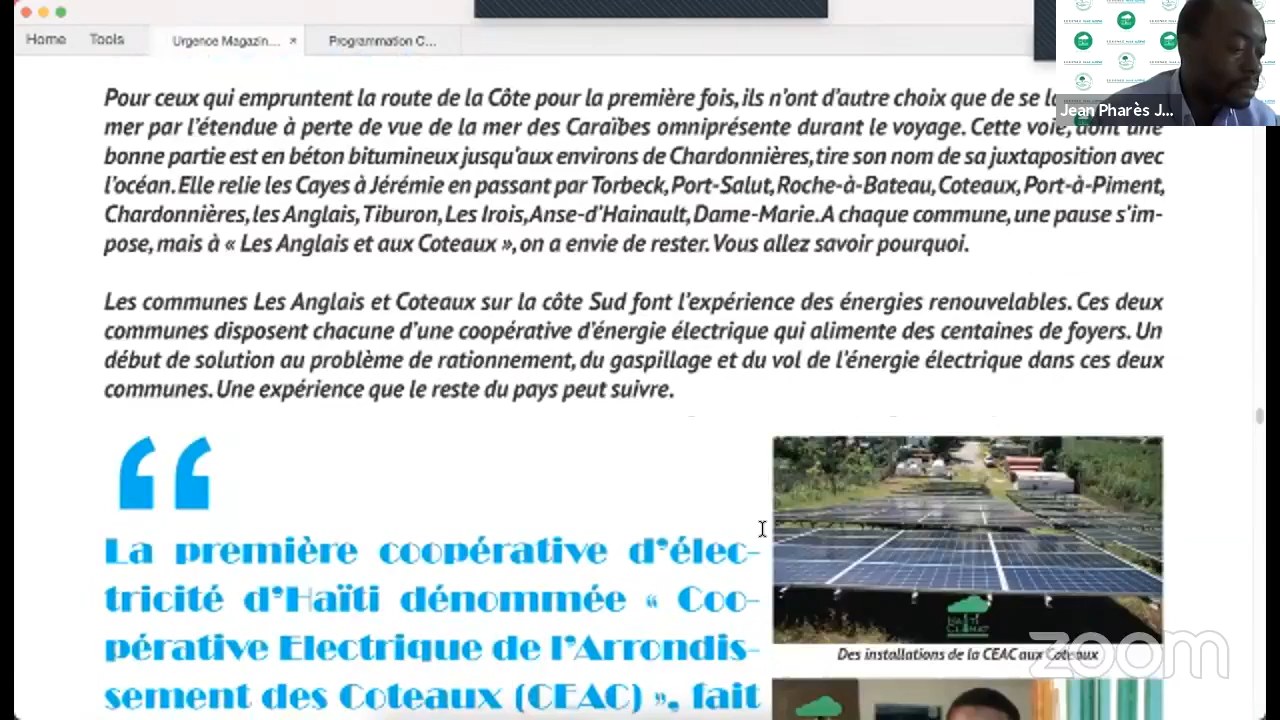 Home Tools Urgence Magazin... × Programmation C...
Jean Pharès J...
Pour ceux qui empruntent la route de la Côte pour la première fois, ils n'ont d'autre choix que de se
mer par l'étendue à perte de vue de la mer des Caraïbes omniprésente durant le voyage. Cette voie, dont une
bonne partie est en béton bitumineux jusqu'aux environs de Chardonnières, tire son nom de sa juxtaposition avec
l'océan. Elle relie les Cayes à Jérémie en passant par Torbeck, Port-Salut, Roche-à-Bateau, Coteaux, Port-à-Piment,
Chardonnières, les Anglais, Tiburon, Les Irois, Anse-d'Hainault, Dame-Marie. A chaque commune, une pause s'im-
pose, mais à « Les Anglais et aux Coteaux », on a envie de rester. Vous allez savoir pourquoi.
Les communes Les Anglais et Coteaux sur la côte Sud font l'expérience des énergies renouvelables. Ces deux
communes disposent chacune d'une coopérative d'énergie électrique qui alimente des centaines de foyers. Un
début de solution au problème de rationnement, du gaspillage et du vol de l'énergie électrique dans ces deux
communes. Une expérience que le reste du pays peut suivre.
“
La première coopérative d'élec-
tricité d'Haïti dénommée « Coo-
pérative Electrique de l'Arrondis-
sement des Coteaux (CEAC) », fait
HAITI
CLIMAT
Des installations de la CEAC aux Coteaux
zoom